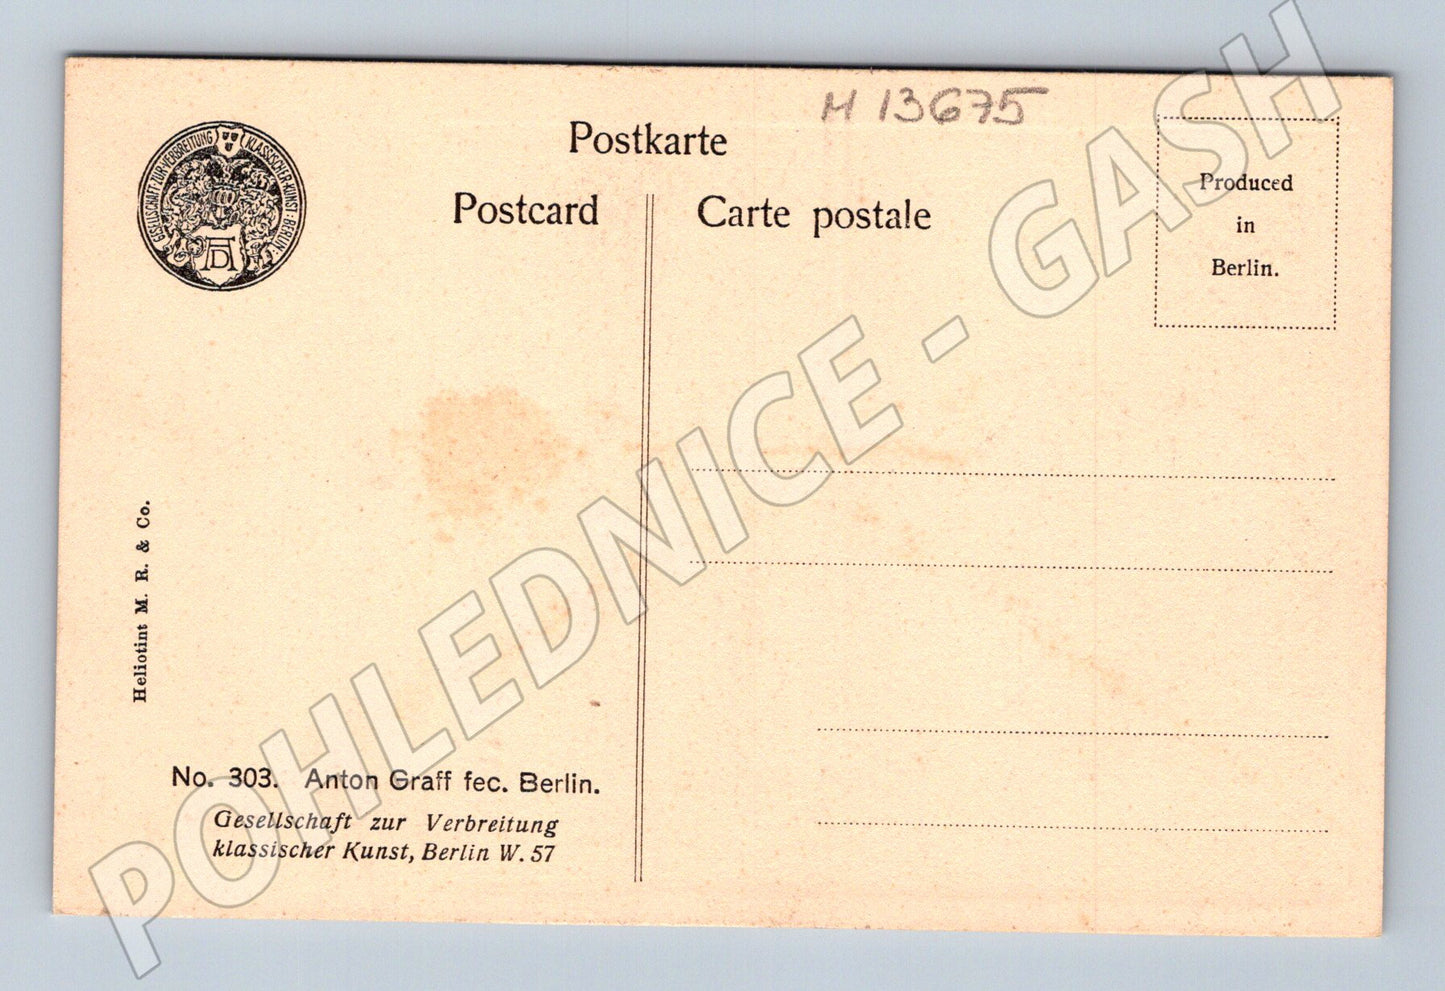 H 13675
Postkarte
Postcard Carte postale
Produced
in
Berlin.
GESELLSCHAFT ZUR VERBREITUNG KLASSISCHER KUNST: BERLIN
AD
Heliotint M. R. & Co.
No. 303. Anton Graff fec. Berlin.
Gesellschaft zur Verbreitung
klassischer Kunst, Berlin W. 57
POHLEDNICE - GASH